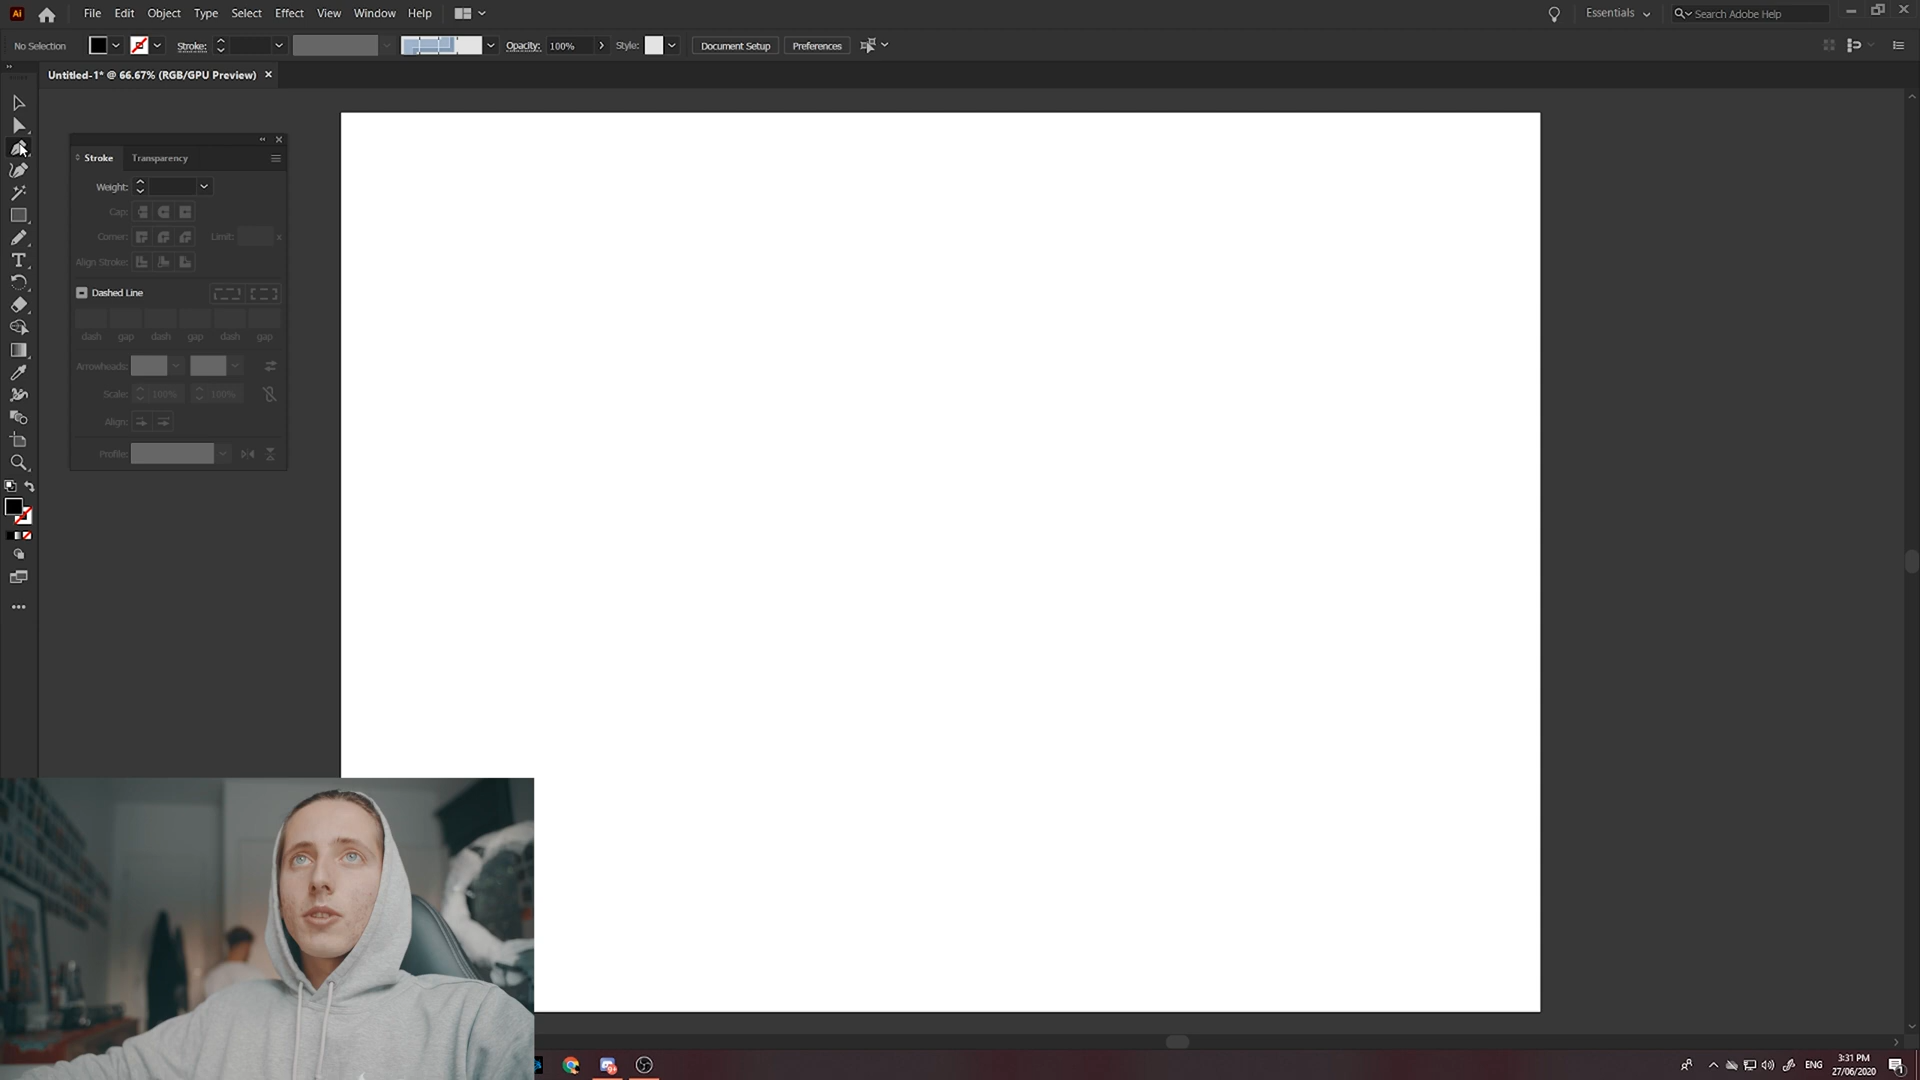 Ai File Edit Object Type Select Effect View Window Help Essentials Search Adobe Help
No Selection Stroke: Opacity: 100% Style: Document Setup Preferences
Untitled-1* @ 66.67% (RGB/GPU Preview)
Stroke Transparency
Weight:
Cap:
Corner: Limit: x
Align Stroke:
Dashed Line
dash gap dash gap dash gap
Arrowheads:
Scale: 100% 100%
Align:
Profile:
T
ENG 3:31 PM
27/06/2020